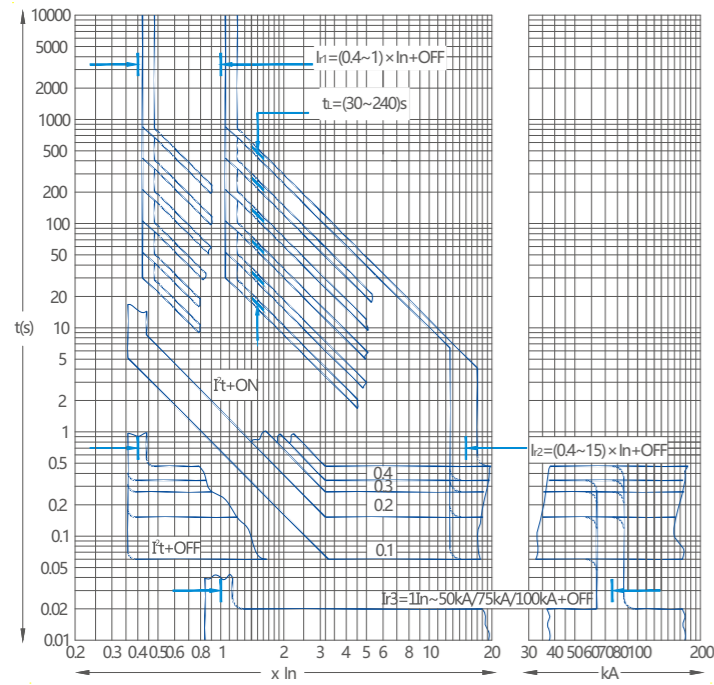 10000
5000
Ir1=(0.4~1)×In+OFF
2000
tL=(30~240)s
1000
500
200
100
50
20
10
t(s)
5
I²t+ON
2
1
Ir2=(0.4~15)×In+OFF
0.5
0.4
0.3
0.2
0.2
0.1
0.1
I²t+OFF
0.05
Ir3=1In~50kA/75kA/100kA+OFF
0.02
0.01
0.2 0.3 0.4 0.5 0.6 0.8 1 2 3 4 5 6 8 10 20 30 40 50 60 70 80 100 200
x In kA